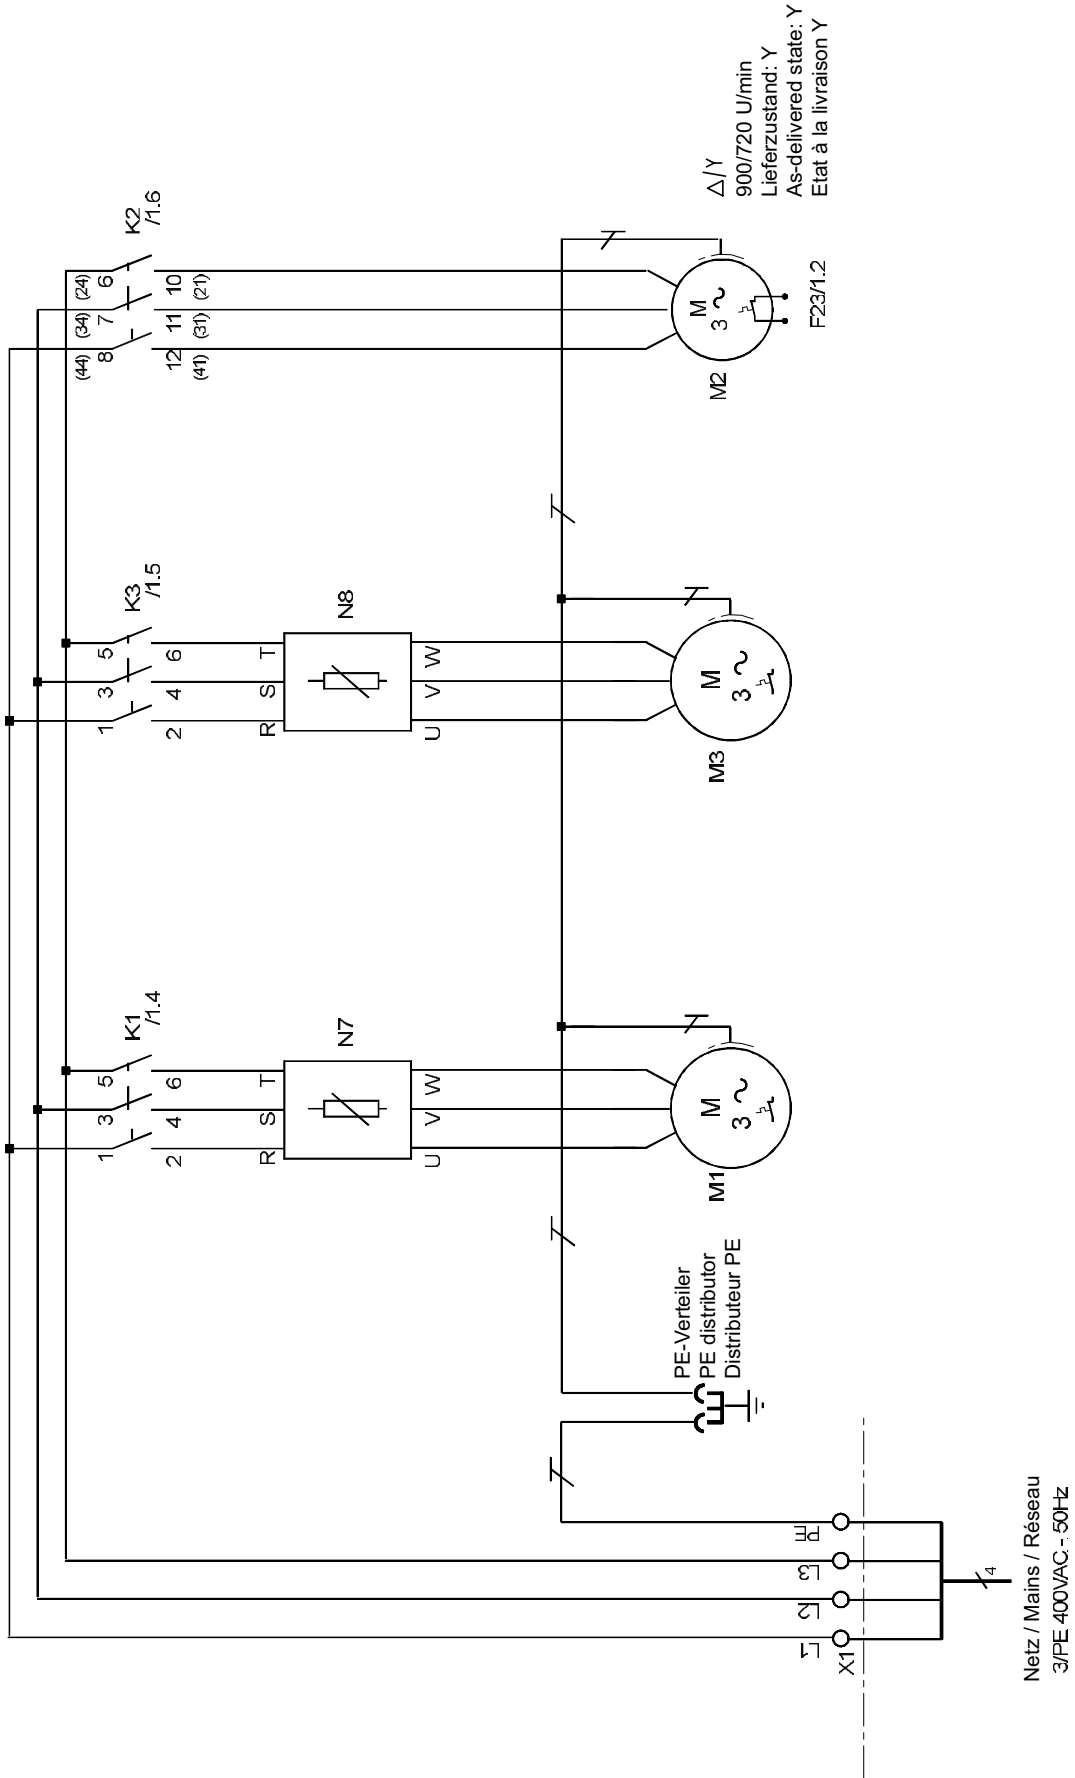 K1
/1.4
K3
/1.5
K2
/1.6
1
3
5
2
4
6
1
3
5
2
4
6
(44)
(34)
(24)
8
7
6
12
11
10
(41)
(31)
(21)
R
S
T
N7
U
V
W
R
S
T
N8
U
V
W
M1
M
3
M3
M
3
M2
M
3
F23/1.2
△/Y
900/720 U/min
Lieferzustand: Y
As-delivered state: Y
Etat à la livraison Y
PE-Verteiler
PE distributor
Distributeur PE
L1
L2
L3
PE
X1
4
Netz / Mains / Réseau
3/PE 400VAC - 50Hz